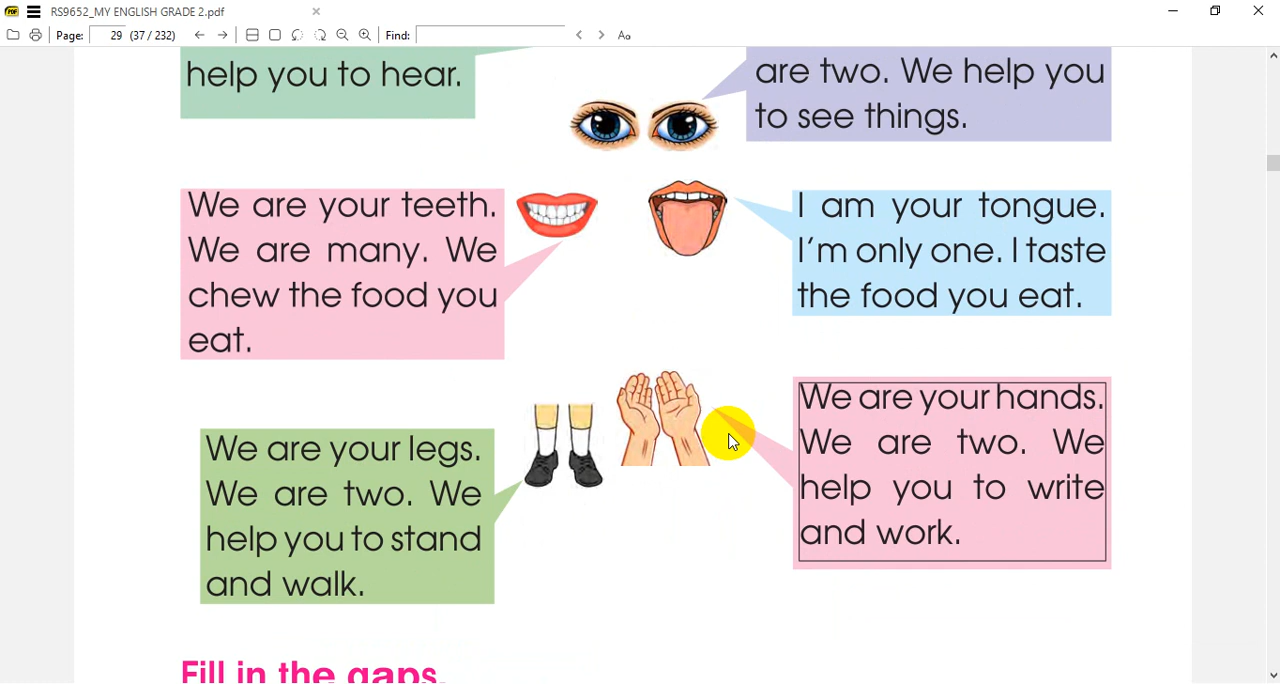 RS9652_MY ENGLISH GRADE 2.pdf
Page: 29 (37 / 232) Find: Aa
help you to hear.
are two. We help you
to see things.
We are your teeth.
We are many. We
chew the food you
eat.
I am your tongue.
I'm only one. I taste
the food you eat.
We are your legs.
We are two. We
help you to stand
and walk.
We are your hands.
We are two. We
help you to write
and work.
Fill in the gaps.